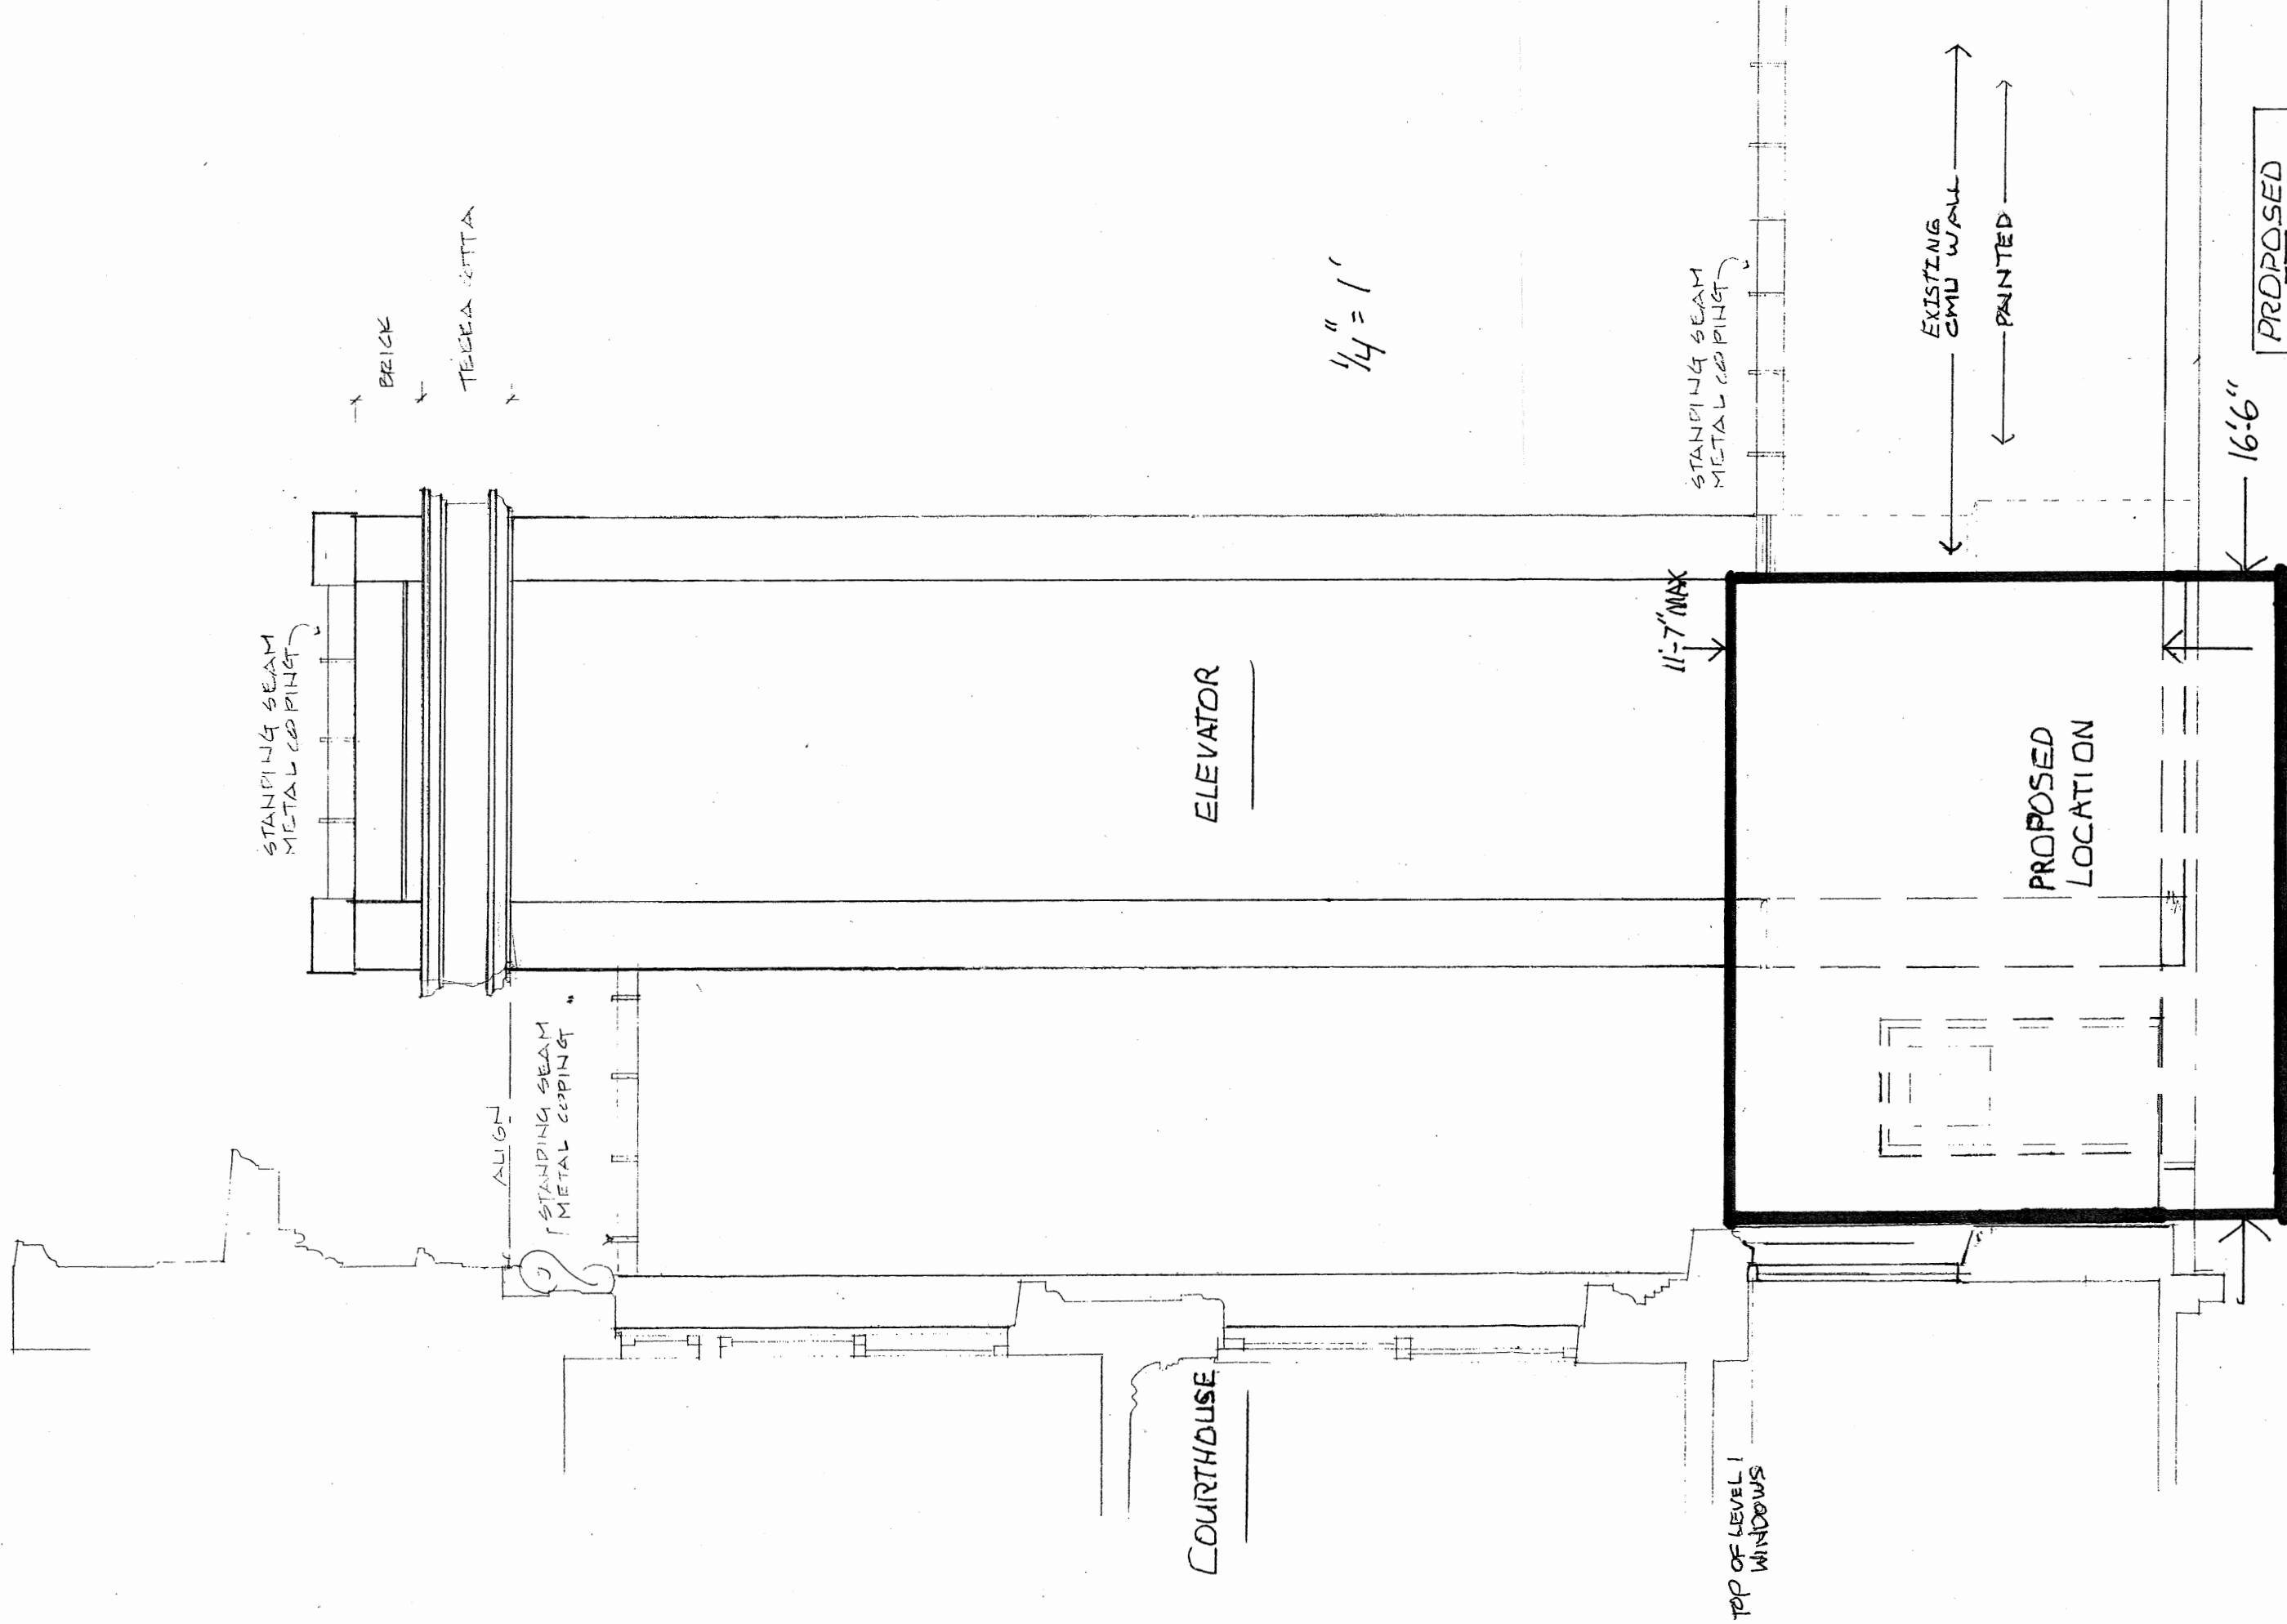 STANDING SEAM
METAL COPING
BRICK
TERRA COTTA
ALIGN
STANDING SEAM
METAL COPING
COURTHOUSE
ELEVATOR
1/4" = 1'
TOP OF LEVEL 1
WINDOWS
11'-7" MAX
STANDING SEAM
METAL COPING
EXISTING
CMU WALL
PAINTED
PROPOSED
LOCATION
16'-6"
PROPOSED